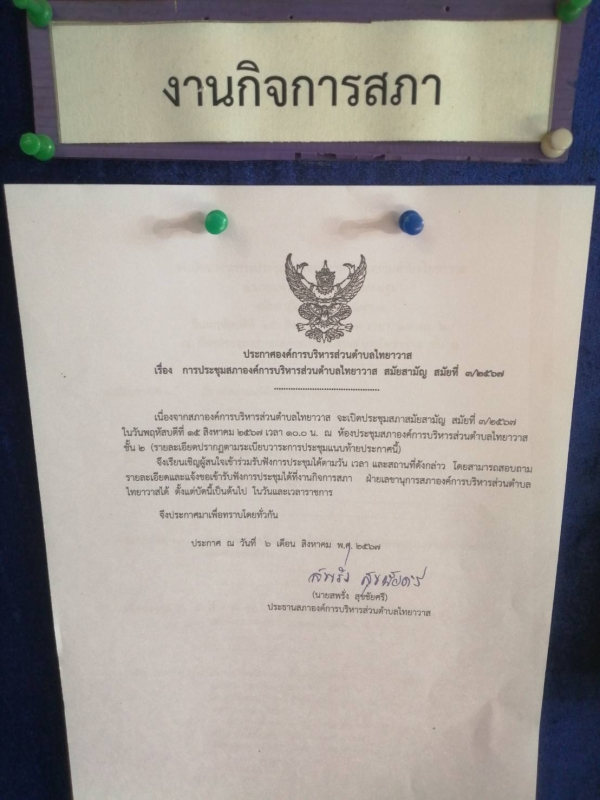 งานกิจการสภา
ประกาศองค์การบริหารส่วนตำบลไทยาวาส
เรื่อง การประชุมสภาองค์การบริหารส่วนตำบลไทยาวาส สมัยสามัญ สมัยที่ ๓/๒๕๖๗
เนื่องจากสภาองค์การบริหารส่วนตำบลไทยาวาส จะเปิดประชุมสภาสมัยสามัญ สมัยที่ ๓/๒๕๖๗
ในวันพฤหัสบดีที่ ๑๕ สิงหาคม ๒๕๖๗ เวลา ๑๐.๐ น. ณ ห้องประชุมสภาองค์การบริหารส่วนตำบลไทยาวาส
ชั้น ๒ (รายละเอียดปรากฏตามระเบียบวาระการประชุมแนบท้ายประกาศนี้)
จึงเรียนเชิญผู้สนใจเข้าร่วมรับฟังการประชุมได้ตามวัน เวลา และสถานที่ดังกล่าว โดยสามารถสอบถาม
รายละเอียดและแจ้งขอเข้ารับฟังการประชุมได้ที่งานกิจการสภา ฝ่ายเลขานุการสภาองค์การบริหารส่วนตำบล
ไทยาวาสได้ ตั้งแต่บัดนี้เป็นต้นไป ในวันและเวลาราชการ
จึงประกาศมาเพื่อทราบโดยทั่วกัน
ประกาศ ณ วันที่ ๖ เดือน สิงหาคม พ.ศ. ๒๕๖๗
(นายสพรั่ง สุขชัยศรี)
ประธานสภาองค์การบริหารส่วนตำบลไทยาวาส